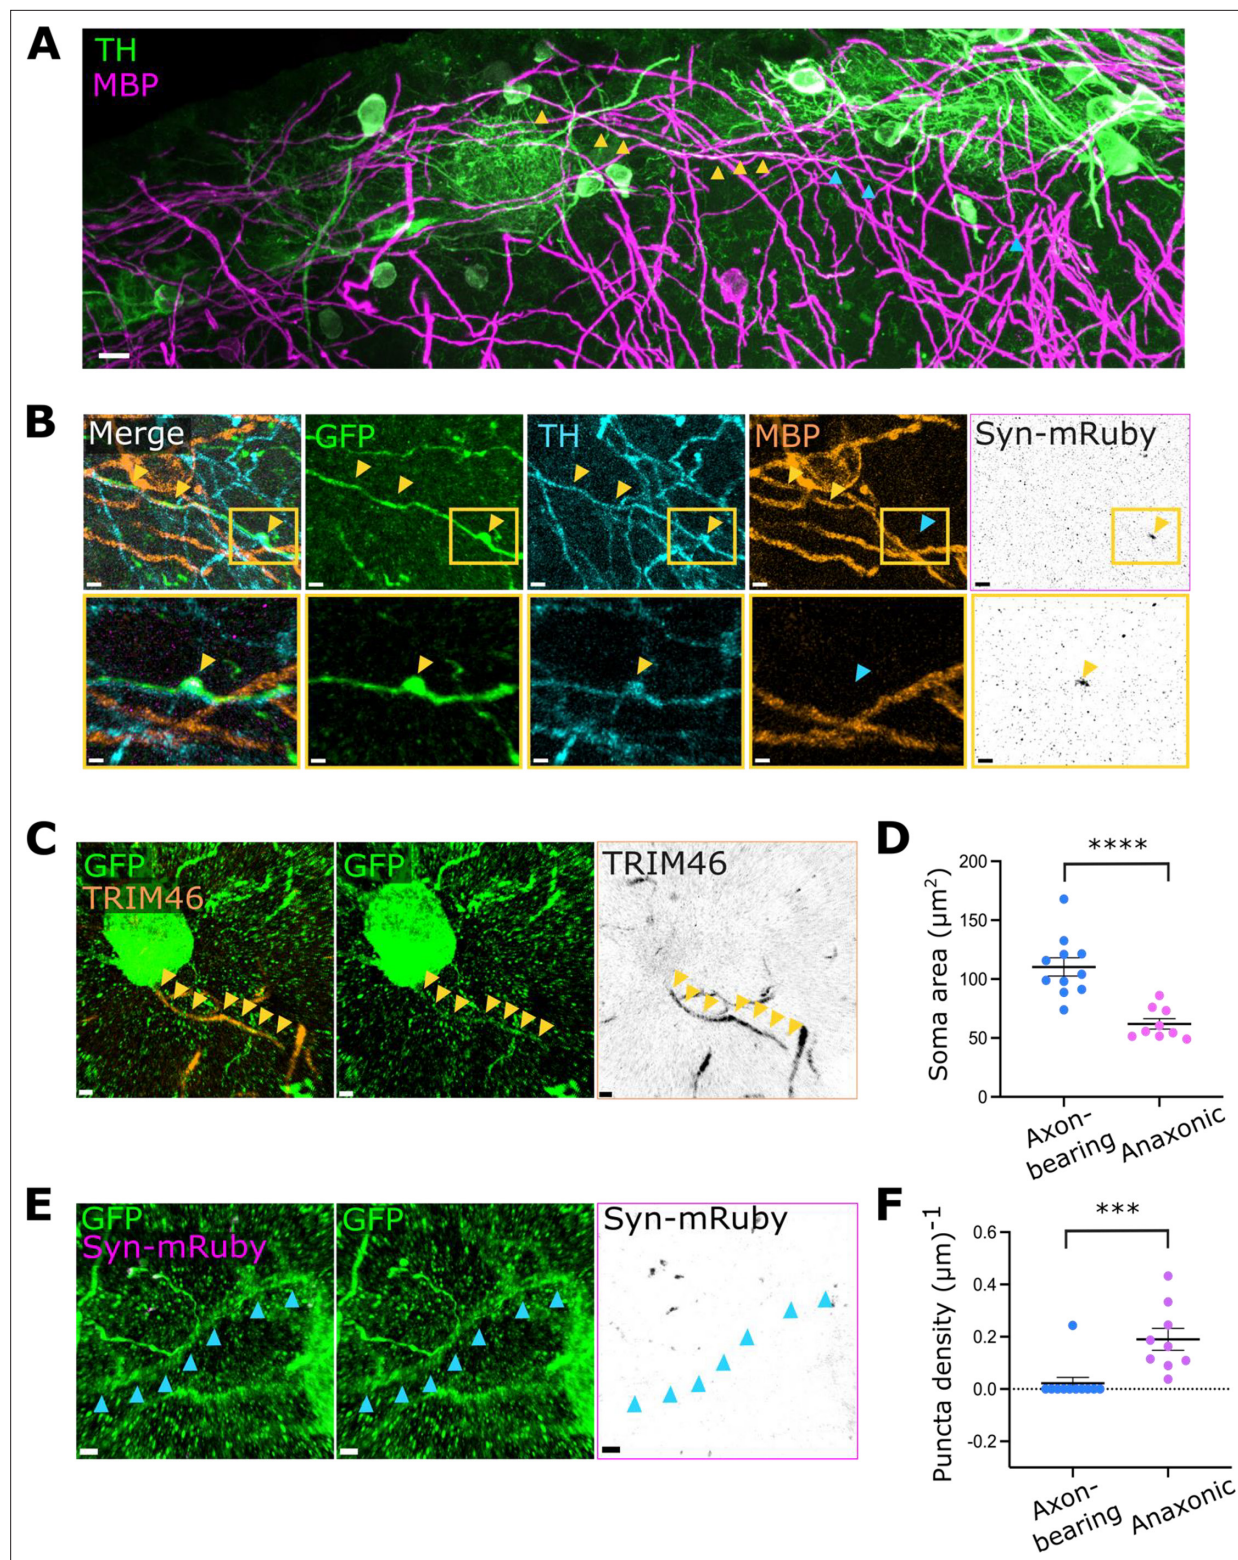 A
TH
MBP
B
Merge
GFP
TH
MBP
Syn-mRuby
C
GFP
TRIM46
GFP
TRIM46
D
****
Soma area (µm²)
200
150
100
50
0
Axon-
bearing
Anaxonic
E
GFP
Syn-mRuby
GFP
Syn-mRuby
F
***
Puncta density (µm)⁻¹
0.6
0.4
0.2
0.0
-0.2
Axon-
bearing
Anaxonic